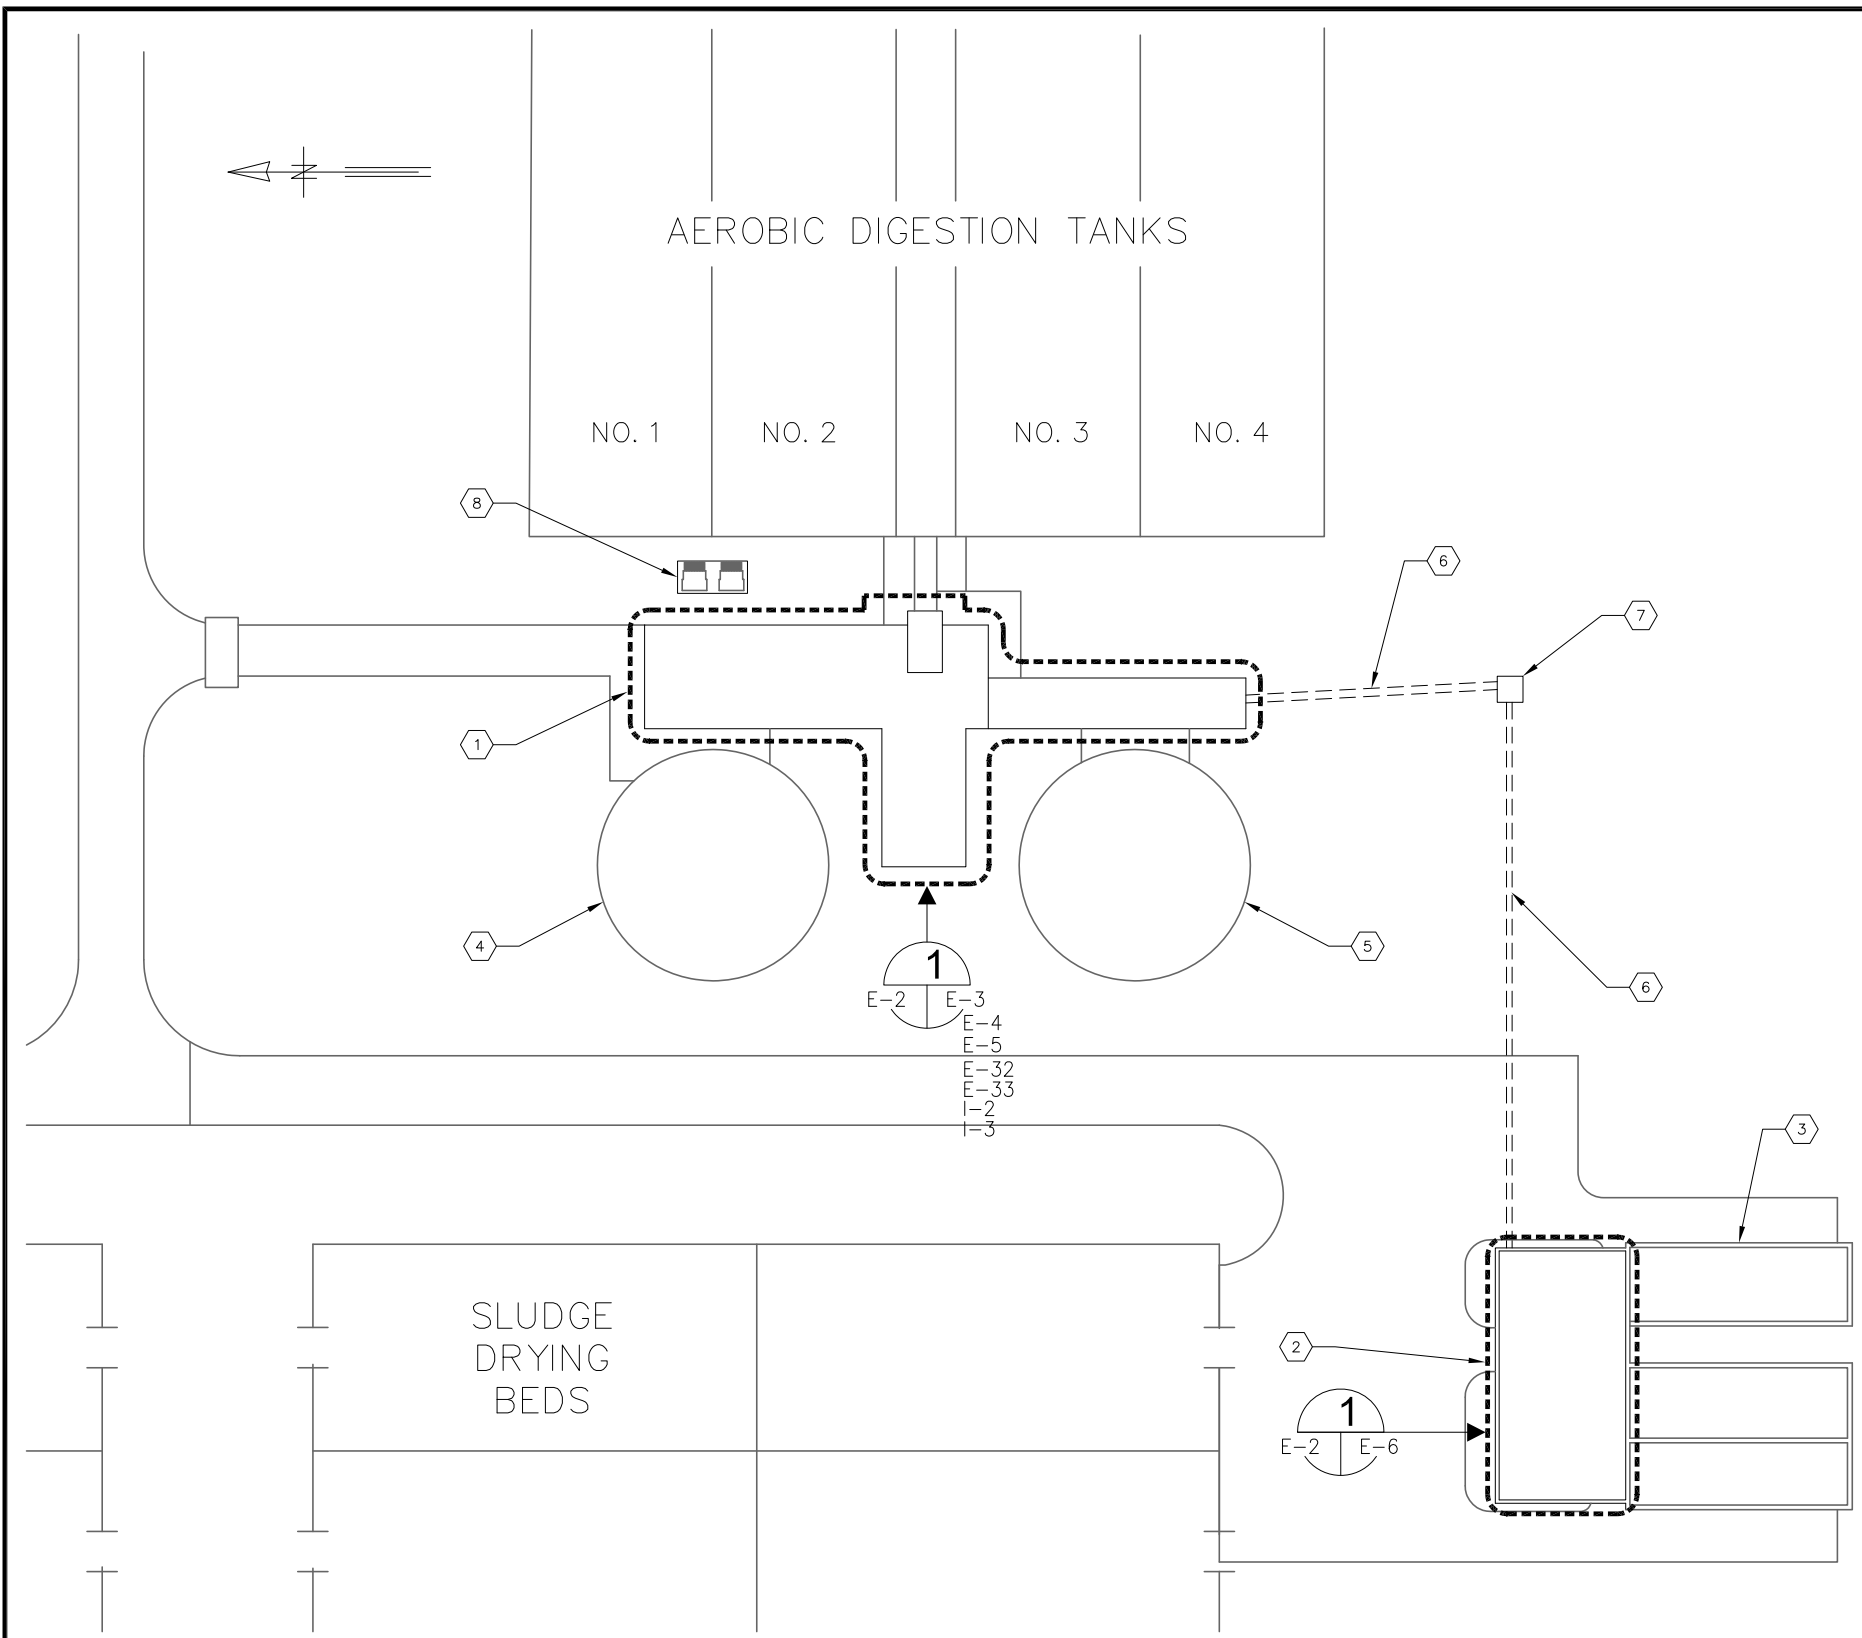 N
AEROBIC DIGESTION TANKS
NO. 1
NO. 2
NO. 3
NO. 4
8
6
7
1
6
4
5
1
E-2
E-3
E-4
E-5
E-32
E-33
I-2
I-3
3
SLUDGE
DRYING
BEDS
2
1
E-2
E-6